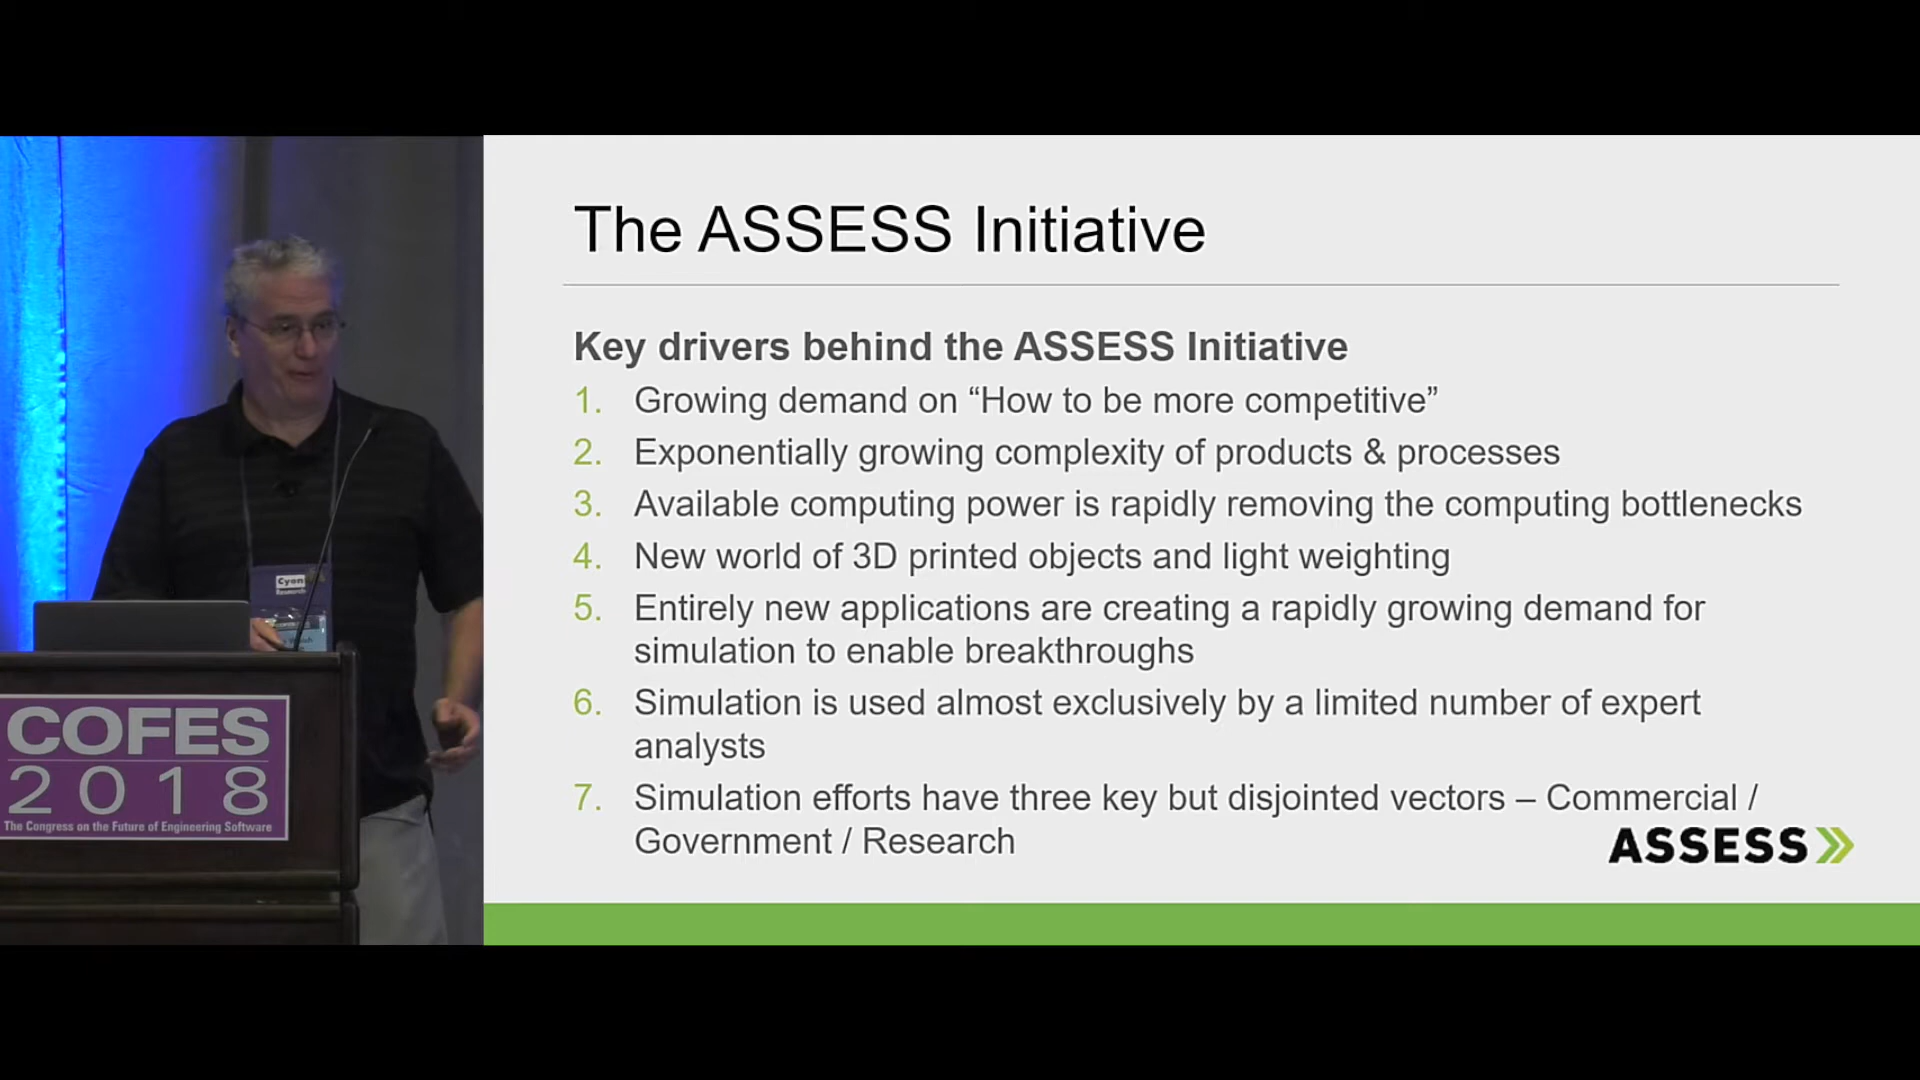 The ASSESS Initiative
Key drivers behind the ASSESS Initiative
1. Growing demand on “How to be more competitive”
2. Exponentially growing complexity of products & processes
3. Available computing power is rapidly removing the computing bottlenecks
4. New world of 3D printed objects and light weighting
5. Entirely new applications are creating a rapidly growing demand for
simulation to enable breakthroughs
6. Simulation is used almost exclusively by a limited number of expert
analysts
7. Simulation efforts have three key but disjointed vectors – Commercial /
Government / Research
ASSESS
Cyon
Research
COFES
2018
The Congress on the Future of Engineering Software